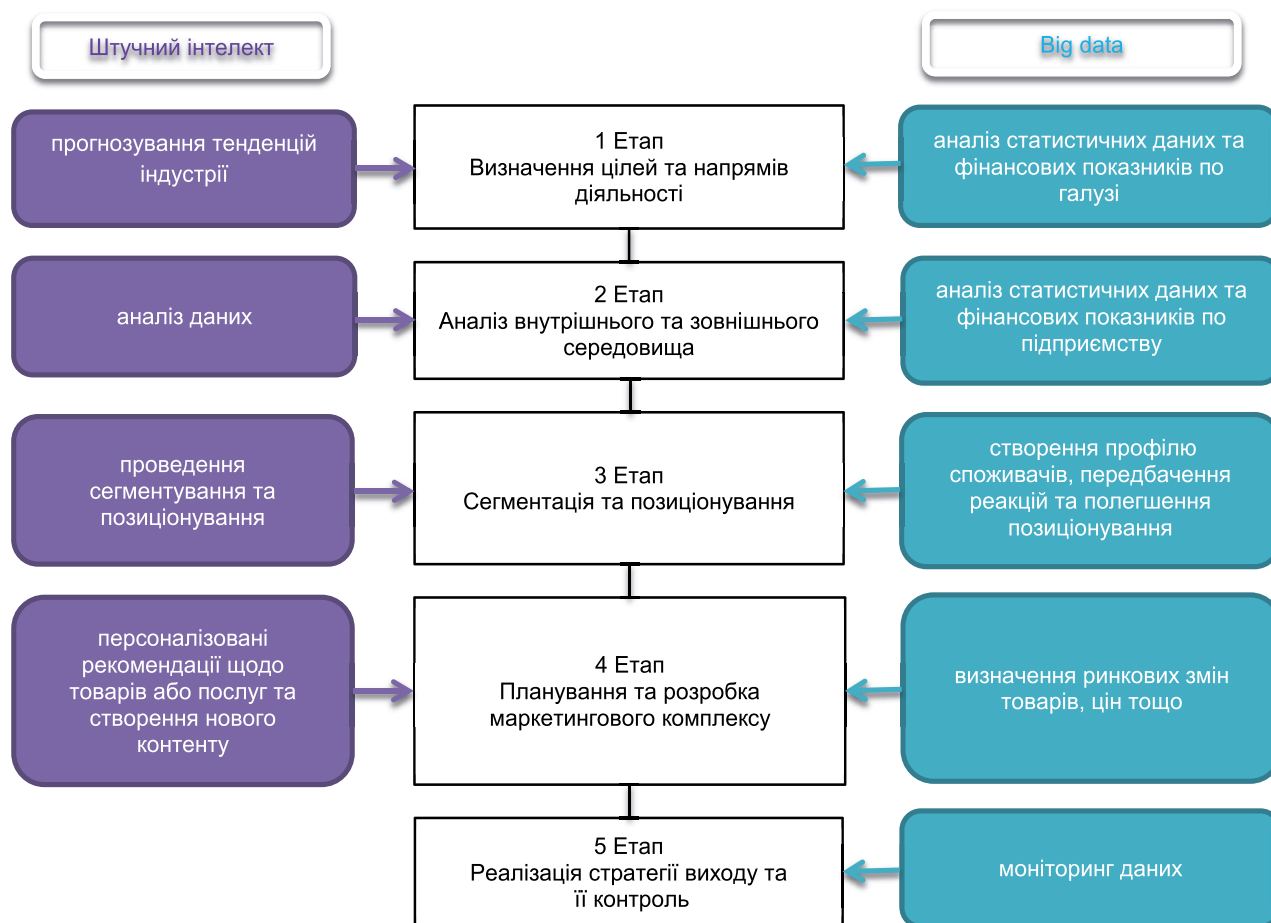 Штучний інтелект
Big data
прогнозування тенденцій
індустрії
1 Етап
Визначення цілей та напрямів
діяльності
аналіз статистичних даних та
фінансових показників по
галузі
аналіз даних
2 Етап
Аналіз внутрішнього та зовнішнього
середовища
аналіз статистичних даних та
фінансових показників по
підприємству
проведення
сегментування та
позиціонування
3 Етап
Сегментація та позиціонування
створення профілю
споживачів, передбачення
реакцій та полегшення
позиціонування
персоналізовані
рекомендації щодо
товарів або послуг та
створення нового
контенту
4 Етап
Планування та розробка
маркетингового комплексу
визначення ринкових змін
товарів, цін тощо
5 Етап
Реалізація стратегії виходу та
її контроль
моніторинг даних